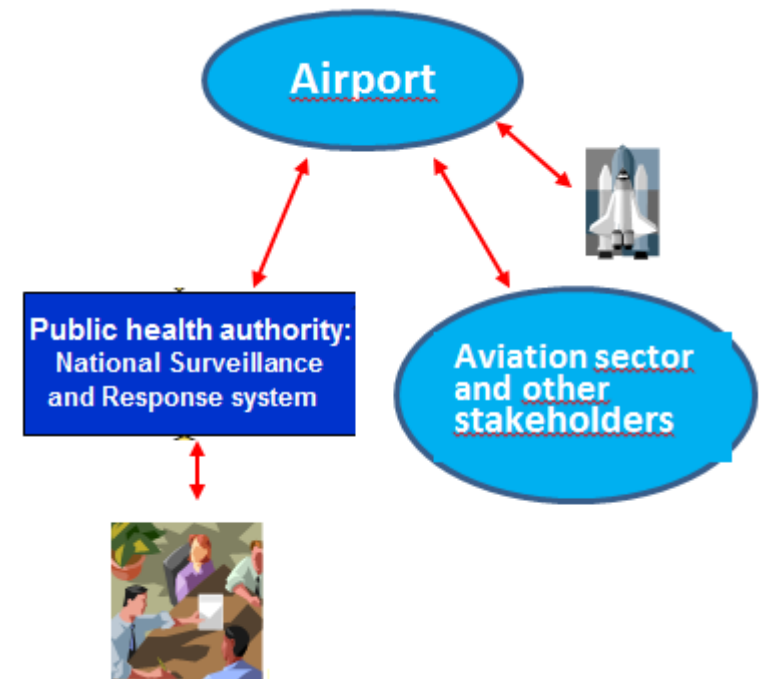 Airport
Public health authority:
National Surveillance
and Response system
Aviation sector
and other
stakeholders